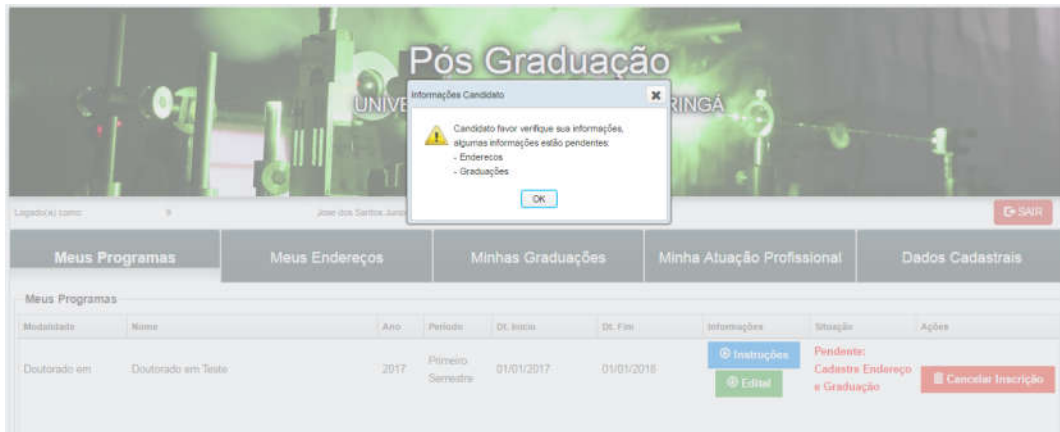 Pós Graduação
UNIVE RINGÁ
Informações Candidato
Candidato favor verifique sua informações,
algumas informações estão pendentes:
- Enderecos
- Graduações
OK
Logado(a) como: Jose dos Santos Junior
SAIR
Meus Programas Meus Endereços Minhas Graduações Minha Atuação Profissional Dados Cadastrais
Meus Programas
Modalidade Nome Ano Período Dt. Inicio Dt. Fim Informações Situação Ações
Doutorado em Doutorado em Teste 2017 Primeiro Semestre 01/01/2017 01/01/2018
Instruções
Edital
Pendente:
Cadastra Endereço
e Graduação
Cancelar Inscrição